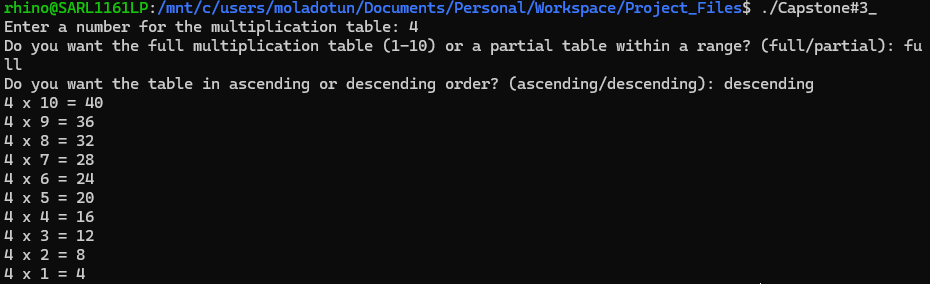 rhino@SARL1161LP:/mnt/c/users/moladotun/Documents/Personal/Workspace/Project_Files$ ./Capstone#3_
Enter a number for the multiplication table: 4
Do you want the full multiplication table (1-10) or a partial table within a range? (full/partial): fu
ll
Do you want the table in ascending or descending order? (ascending/descending): descending
4 x 10 = 40
4 x 9 = 36
4 x 8 = 32
4 x 7 = 28
4 x 6 = 24
4 x 5 = 20
4 x 4 = 16
4 x 3 = 12
4 x 2 = 8
4 x 1 = 4